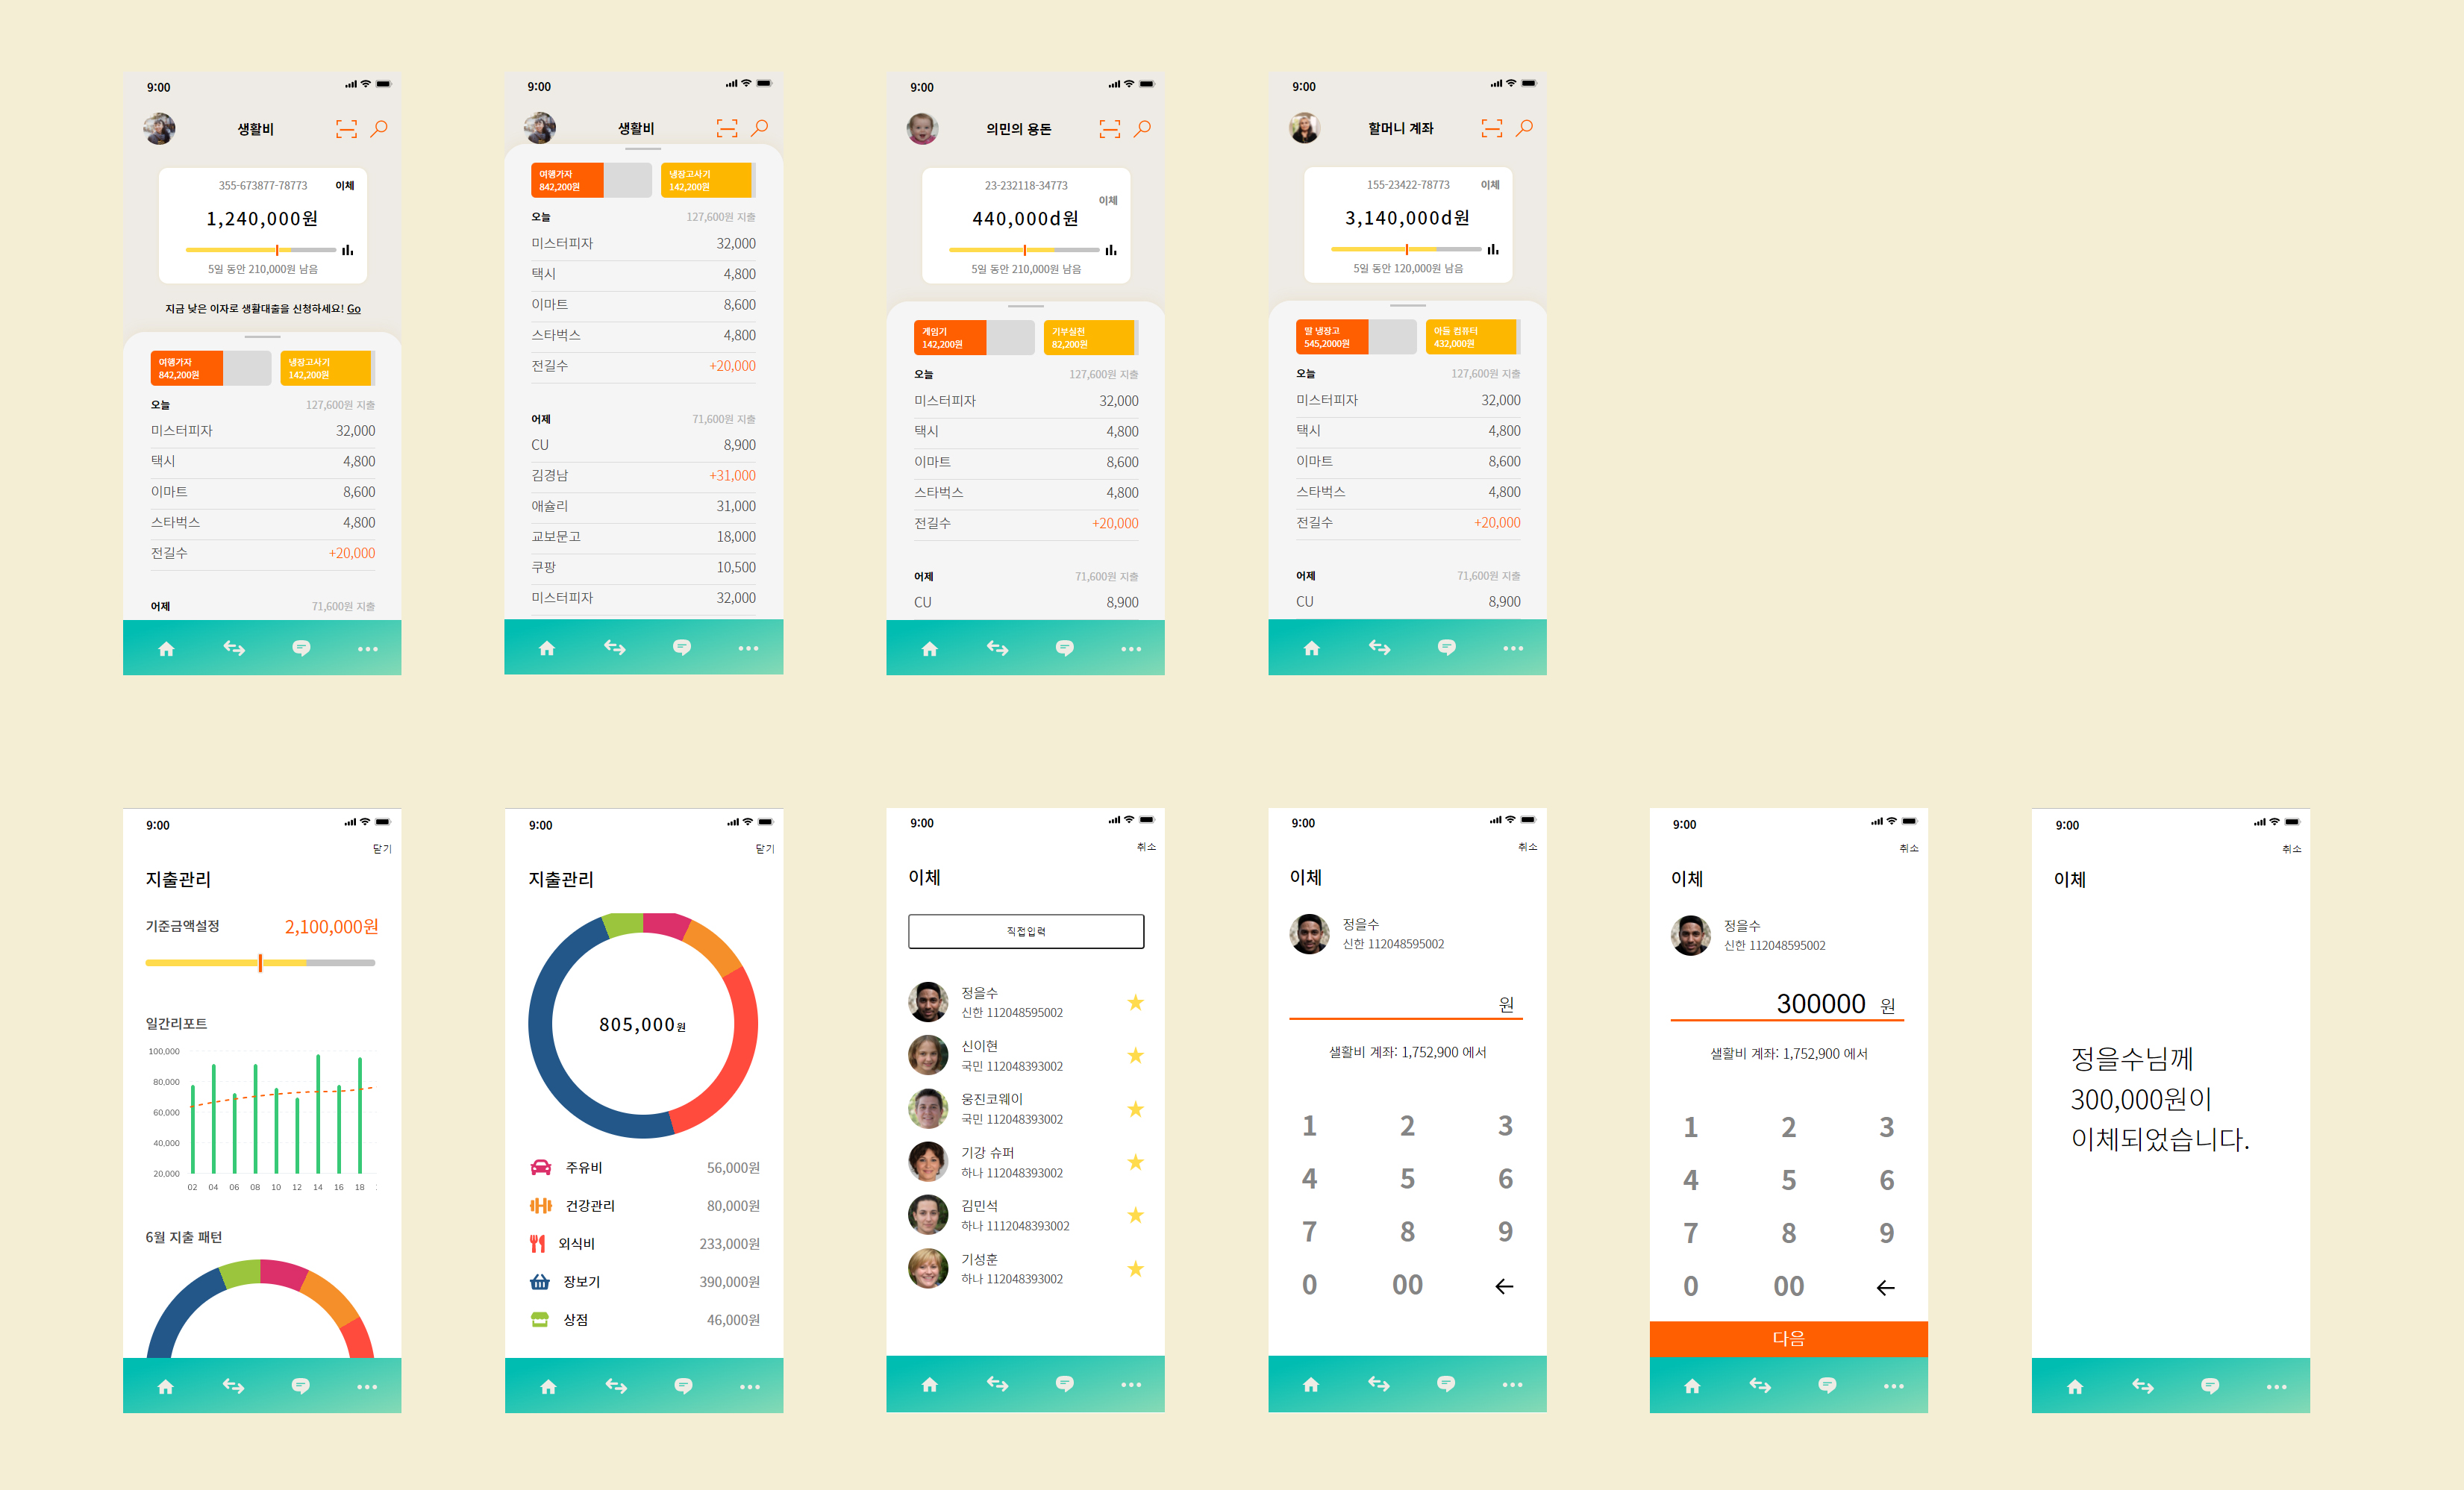 9:00
생활비
355-673877-78773 이체
1,240,000원
5일 동안 210,000원 남음
지금 낮은 이자로 생활대출을 신청하세요! Go
여행가자
842,200원
냉장고사기
142,200원
오늘 127,600원 지출
미스터피자 32,000
택시 4,800
이마트 8,600
스타벅스 4,800
전길수 +20,000
어제 71,600원 지출
9:00
생활비
여행가자
842,200원
냉장고사기
142,200원
오늘 127,600원 지출
미스터피자 32,000
택시 4,800
이마트 8,600
스타벅스 4,800
전길수 +20,000
어제 71,600원 지출
CU 8,900
김경남 +31,000
애슐리 31,000
교보문고 18,000
쿠팡 10,500
미스터피자 32,000
9:00
의민의 용돈
23-232118-34773
이체
440,000d원
5일 동안 210,000원 남음
게임기
142,200원
기부실천
82,200원
오늘 127,600원 지출
미스터피자 32,000
택시 4,800
이마트 8,600
스타벅스 4,800
전길수 +20,000
어제 71,600원 지출
CU 8,900
9:00
할머니 계좌
155-23422-78773 이체
3,140,000d원
5일 동안 120,000원 남음
딸 냉장고
545,2000원
아들 컴퓨터
432,000원
오늘 127,600원 지출
미스터피자 32,000
택시 4,800
이마트 8,600
스타벅스 4,800
전길수 +20,000
어제 71,600원 지출
CU 8,900
9:00
닫기
지출관리
기준금액설정 2,100,000원
일간리포트
100,000
80,000
60,000
40,000
20,000
02 04 06 08 10 12 14 16 18
6월 지출 패턴
9:00
닫기
지출관리
805,000원
주유비 56,000원
건강관리 80,000원
외식비 233,000원
장보기 390,000원
상점 46,000원
9:00
취소
이체
직접입력
정을수
신한 112048595002
신이현
국민 112048393002
웅진코웨이
국민 112048393002
기강 슈퍼
하나 112048393002
김민석
하나 1112048393002
기성훈
하나 112048393002
9:00
취소
이체
정을수
신한 112048595002
원
생활비 계좌: 1,752,900 에서
1 2 3
4 5 6
7 8 9
0 00
9:00
취소
이체
정을수
신한 112048595002
300000 원
생활비 계좌: 1,752,900 에서
1 2 3
4 5 6
7 8 9
0 00
다음
9:00
취소
이체
정을수님께
300,000원이
이체되었습니다.